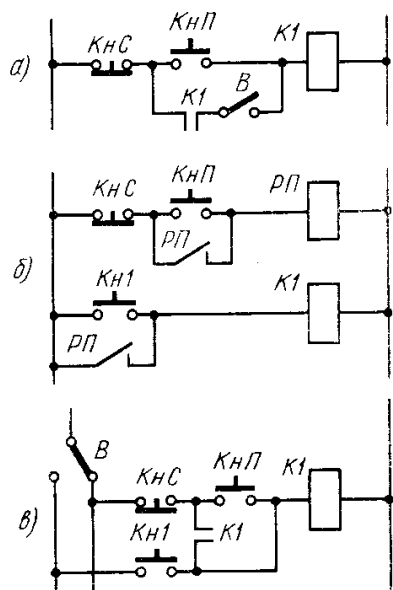 КнС КнП К1
а)
К1 В
КнС КнП РП
РП
б)
Кн1 К1
РП
В
КнС КнП К1
в)
Кн1 К1